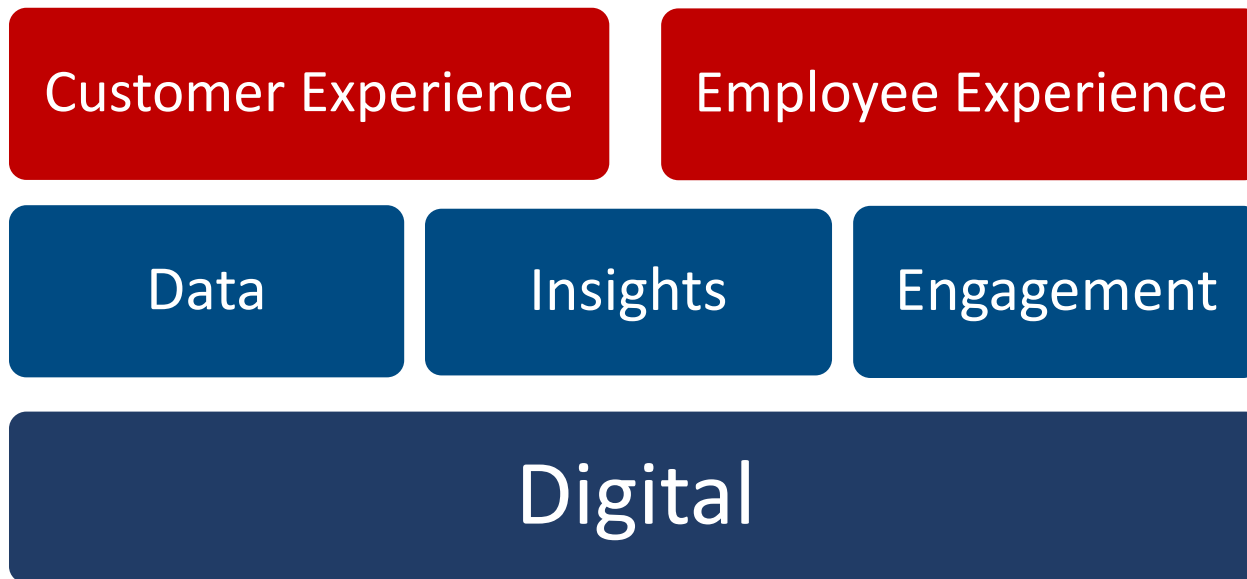 Customer Experience
Employee Experience
Data
Insights
Engagement
Digital